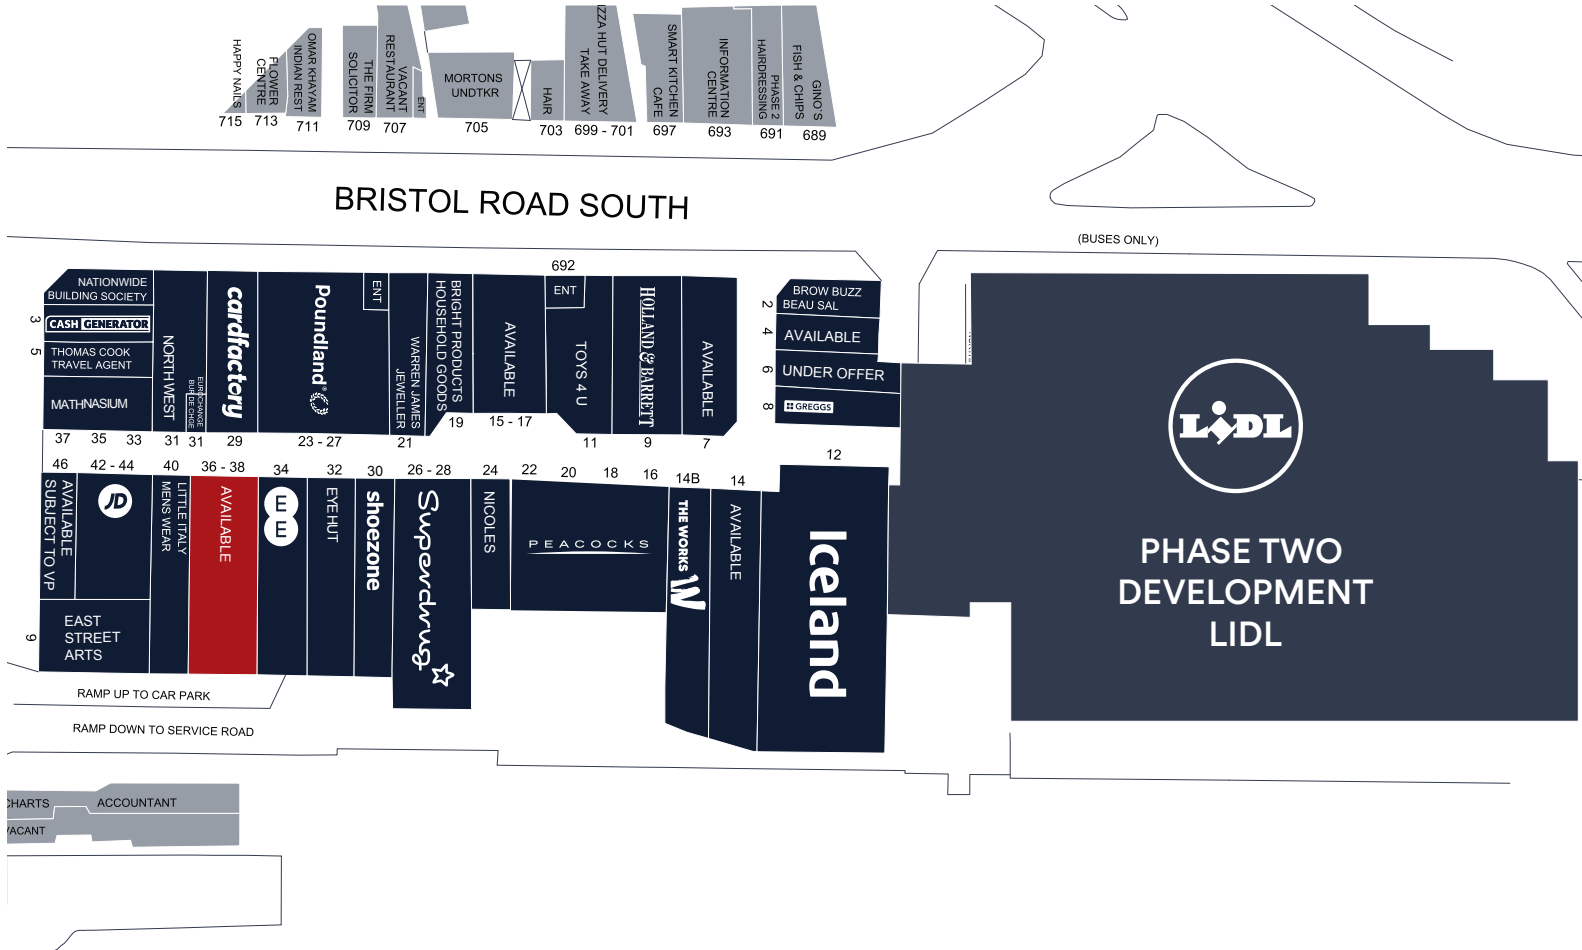 HAPPY NAILS
FLOWER
CENTRE
OMAR KHAYAM
INDIAN REST
THE FIRM
SOLICITOR
VACANT
RESTAURANT
ENT
MORTONS
UNDTKR
HAIR
ZZA HUT DELIVERY
TAKE AWAY
SMART KITCHEN
CAFE
INFORMATION
CENTRE
PHASE 2
HAIRDRESSING
GINO'S
FISH & CHIPS
715
713
711
709
707
705
703
699 - 701
697
693
691
689
BRISTOL ROAD SOUTH
(BUSES ONLY)
692
NATIONWIDE
BUILDING SOCIETY
3
CASH GENERATOR
5
THOMAS COOK
TRAVEL AGENT
MATHNASIUM
NORTH WEST
EUROCHANGE
BUR DE CHGE
cardfactory
Poundland
ENT
WARREN JAMES
JEWELLER
BRIGHT PRODUCTS
HOUSEHOLD GOODS
AVAILABLE
ENT
TOYS 4 U
HOLLAND & BARRETT
AVAILABLE
2
BROW BUZZ
BEAU SAL
4
AVAILABLE
6
UNDER OFFER
8
GREGGS
37
35
33
31
31
29
23 - 27
21
19
15 - 17
11
9
7
46
42 - 44
40
36 - 38
34
32
30
26 - 28
24
22
20
18
16
14B
14
12
AVAILABLE
SUBJECT TO VP
JD
LITTLE ITALY
MENS WEAR
AVAILABLE
EE
EYEHUT
shoezone
Superdrug
NICOLES
PEACOCKS
THE WORKS
W
AVAILABLE
Iceland
9
EAST
STREET
ARTS
LIDL
PHASE TWO
DEVELOPMENT
LIDL
RAMP UP TO CAR PARK
RAMP DOWN TO SERVICE ROAD
CHARTS
ACCOUNTANT
VACANT